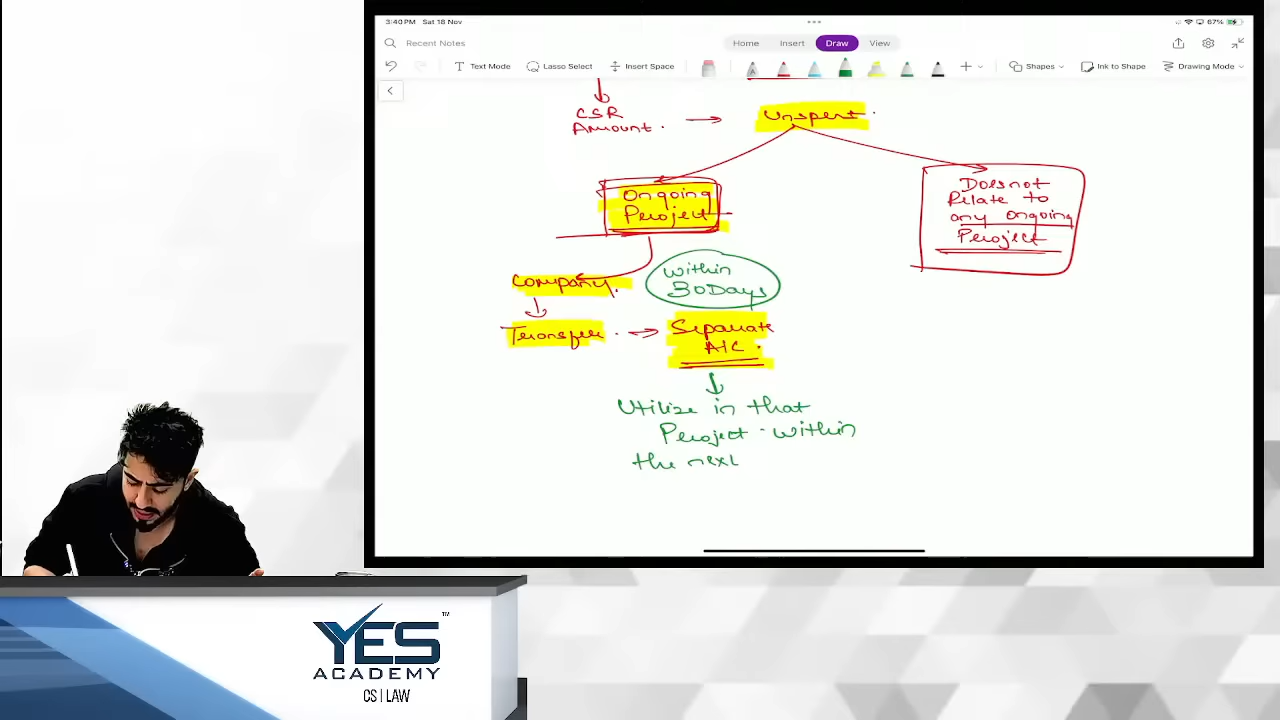 3:40 PM Sat 18 Nov
67%
Recent Notes
Home Insert Draw View
Text Mode
Lasso Select
Insert Space
Shapes
Ink to Shape
Drawing Mode
CSR
Amount.
Unspent
Ongoing
Project
Does not
Relate to
any ongoing
Project
Company.
within
30 Days
Transfer.
Separate
A/C.
Utilize in that
Project within
the next
YES
TM
ACADEMY
CS | LAW